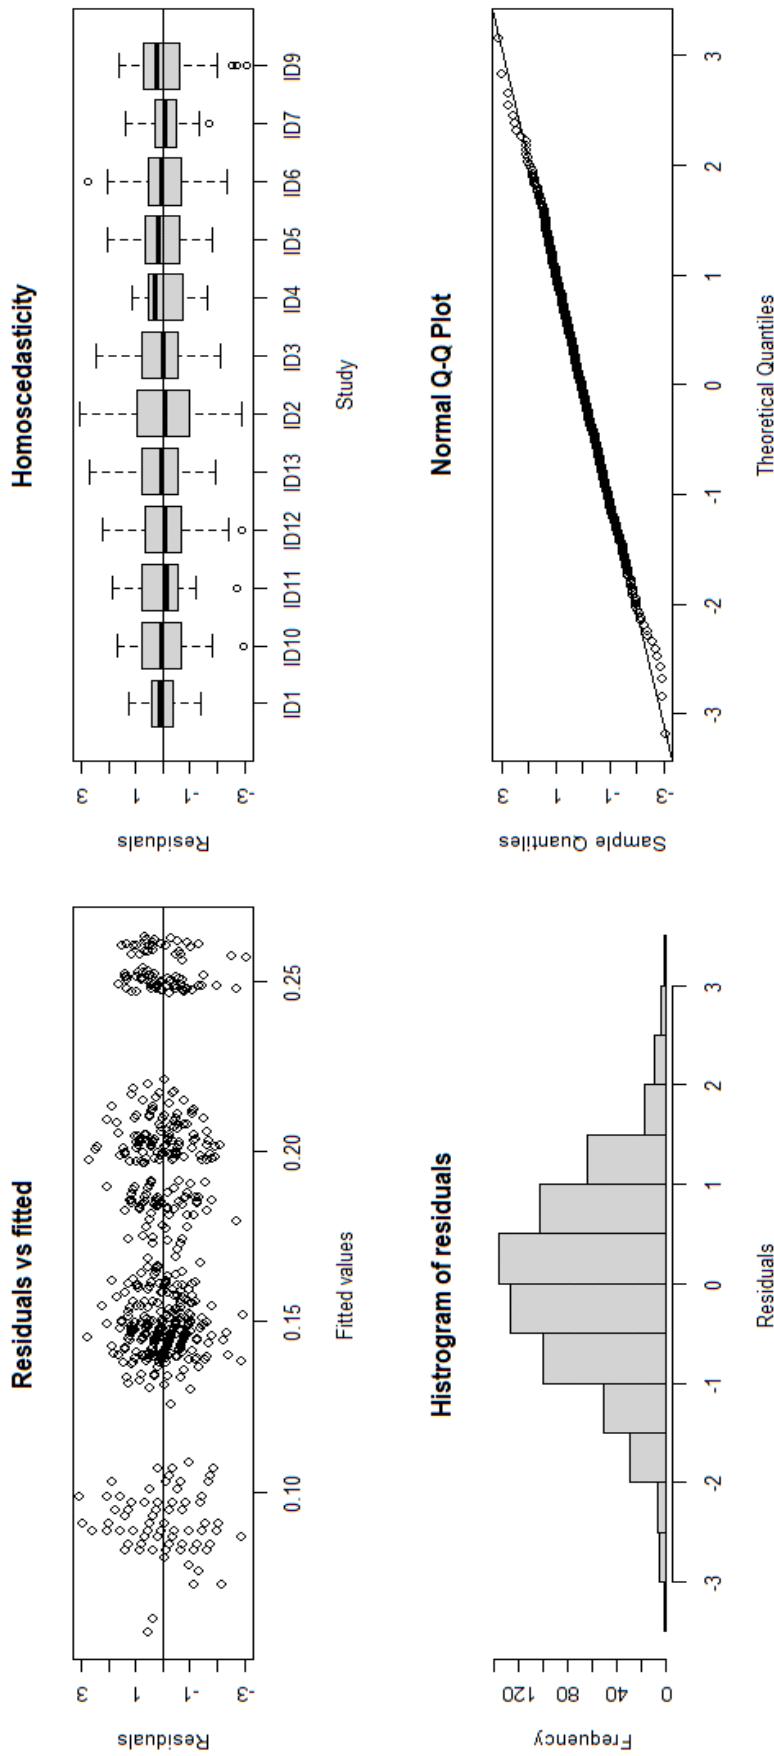 Residuals vs fitted
Residuals
3
1
-1
-3
0.10
0.15
0.20
0.25
Fitted values
Homoscedasticity
Residuals
3
1
-1
-3
ID1
ID10
ID11
ID12
ID13
ID2
ID3
ID4
ID5
ID6
ID7
ID9
Study
Histrogram of residuals
Frequency
0
40
80
120
-3
-2
-1
0
1
2
3
Residuals
Normal Q-Q Plot
Sample Quantiles
3
1
-1
-3
-3
-2
-1
0
1
2
3
Theoretical Quantiles